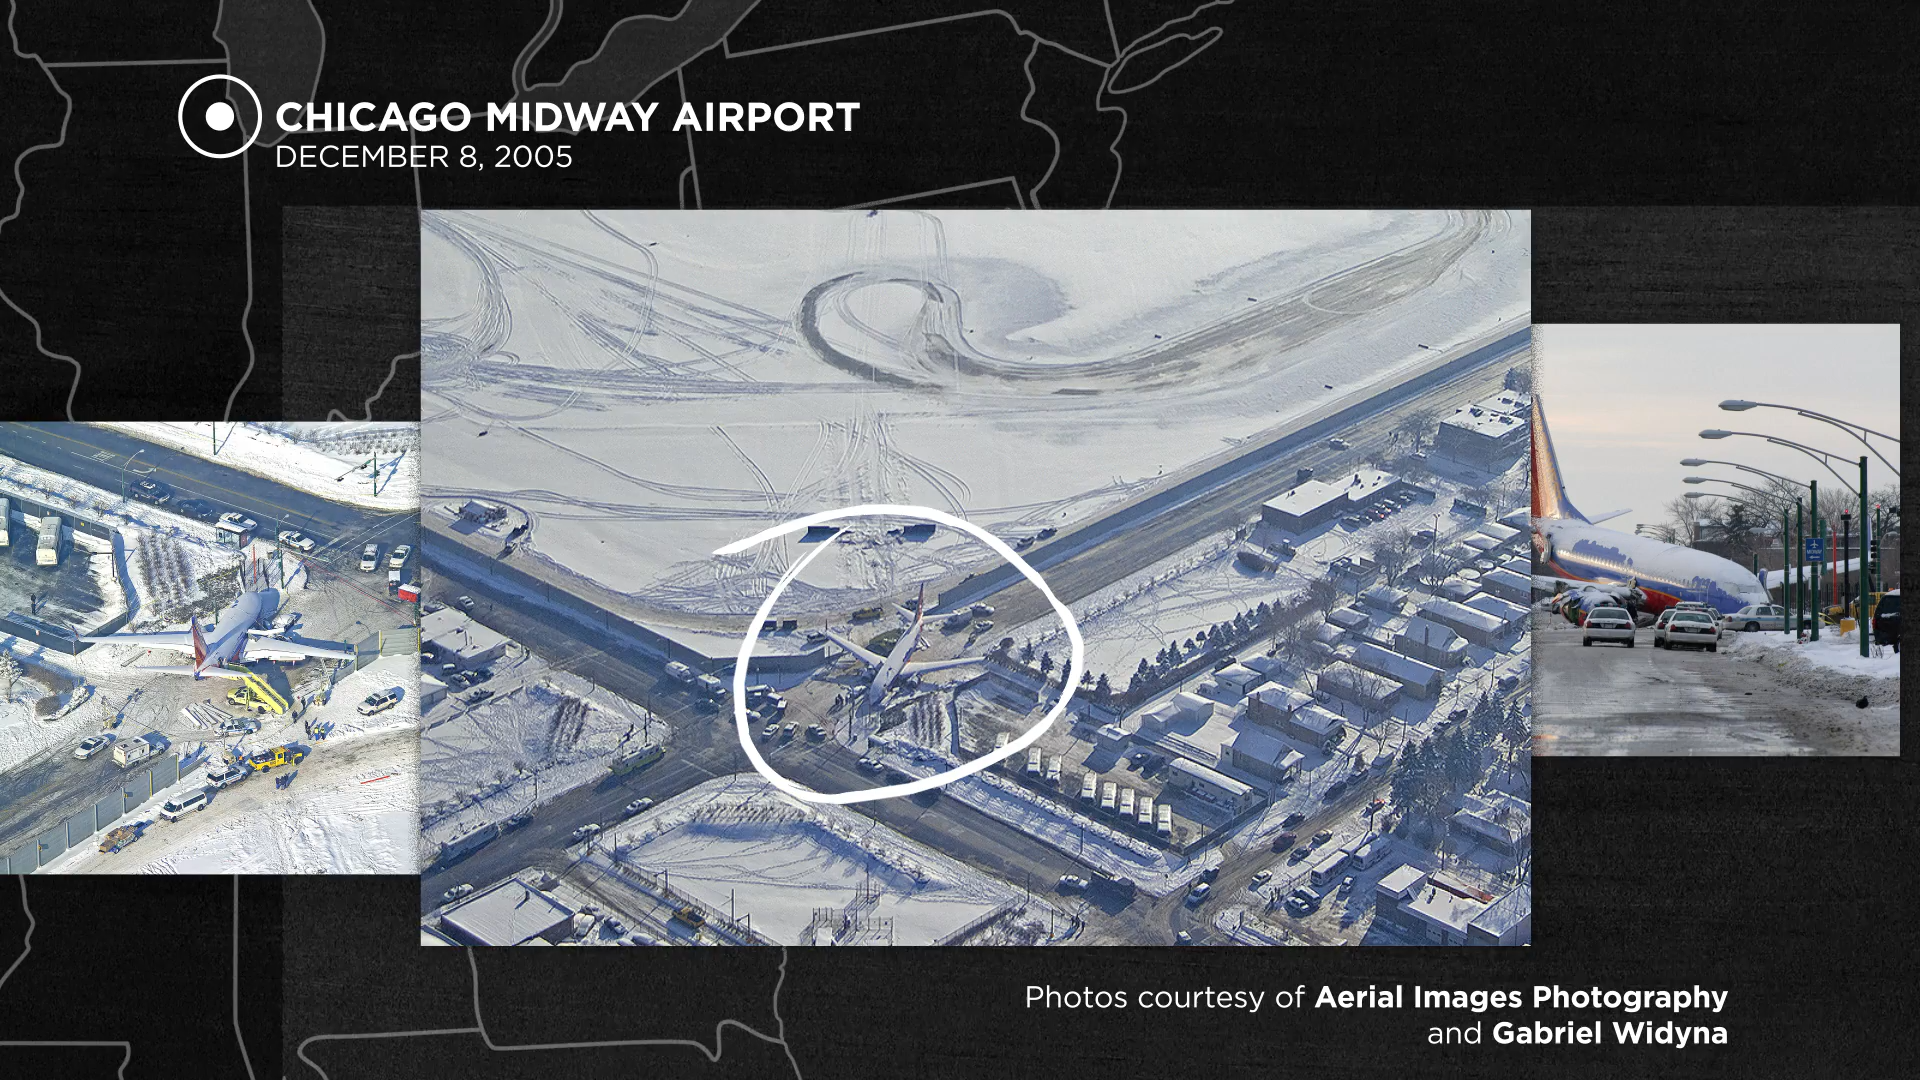 CHICAGO MIDWAY AIRPORT
DECEMBER 8, 2005
Photos courtesy of Aerial Images Photography
and Gabriel Widyna